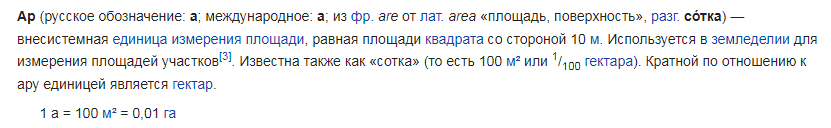 Ар (русское обозначение: а; международное: a; из фр. are от лат. area «площадь, поверхность», разг. со́тка) —
внесистемная единица измерения площади, равная площади квадрата со стороной 10 м. Используется в земледелии для
измерения площадей участков[3]. Известна также как «сотка» (то есть 100 м² или 1/100 гектара). Кратной по отношению к
ару единицей является гектар.
1 а = 100 м² = 0,01 га